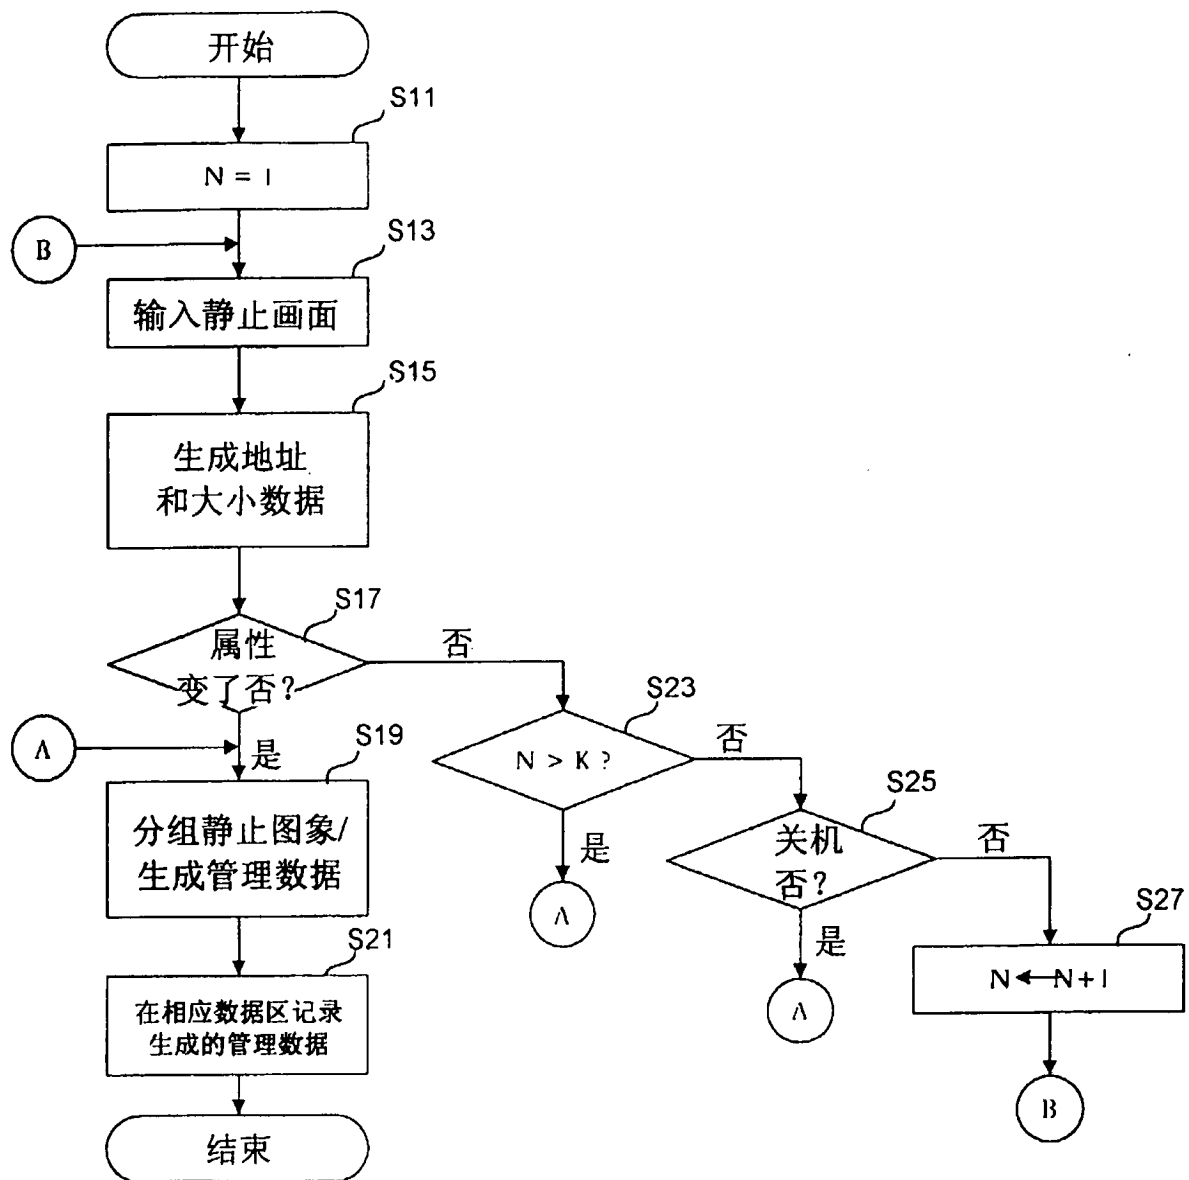 开始
S11
N = 1
B
S13
输入静止画面
S15
生成地址
和大小数据
S17
属性
变了否?
否
A
是
S19
分组静止图象/
生成管理数据
S21
在相应数据区记录
生成的管理数据
结束
S23
N > K ?
否
是
A
S25
关机
否?
否
是
A
S27
N←N+1
B